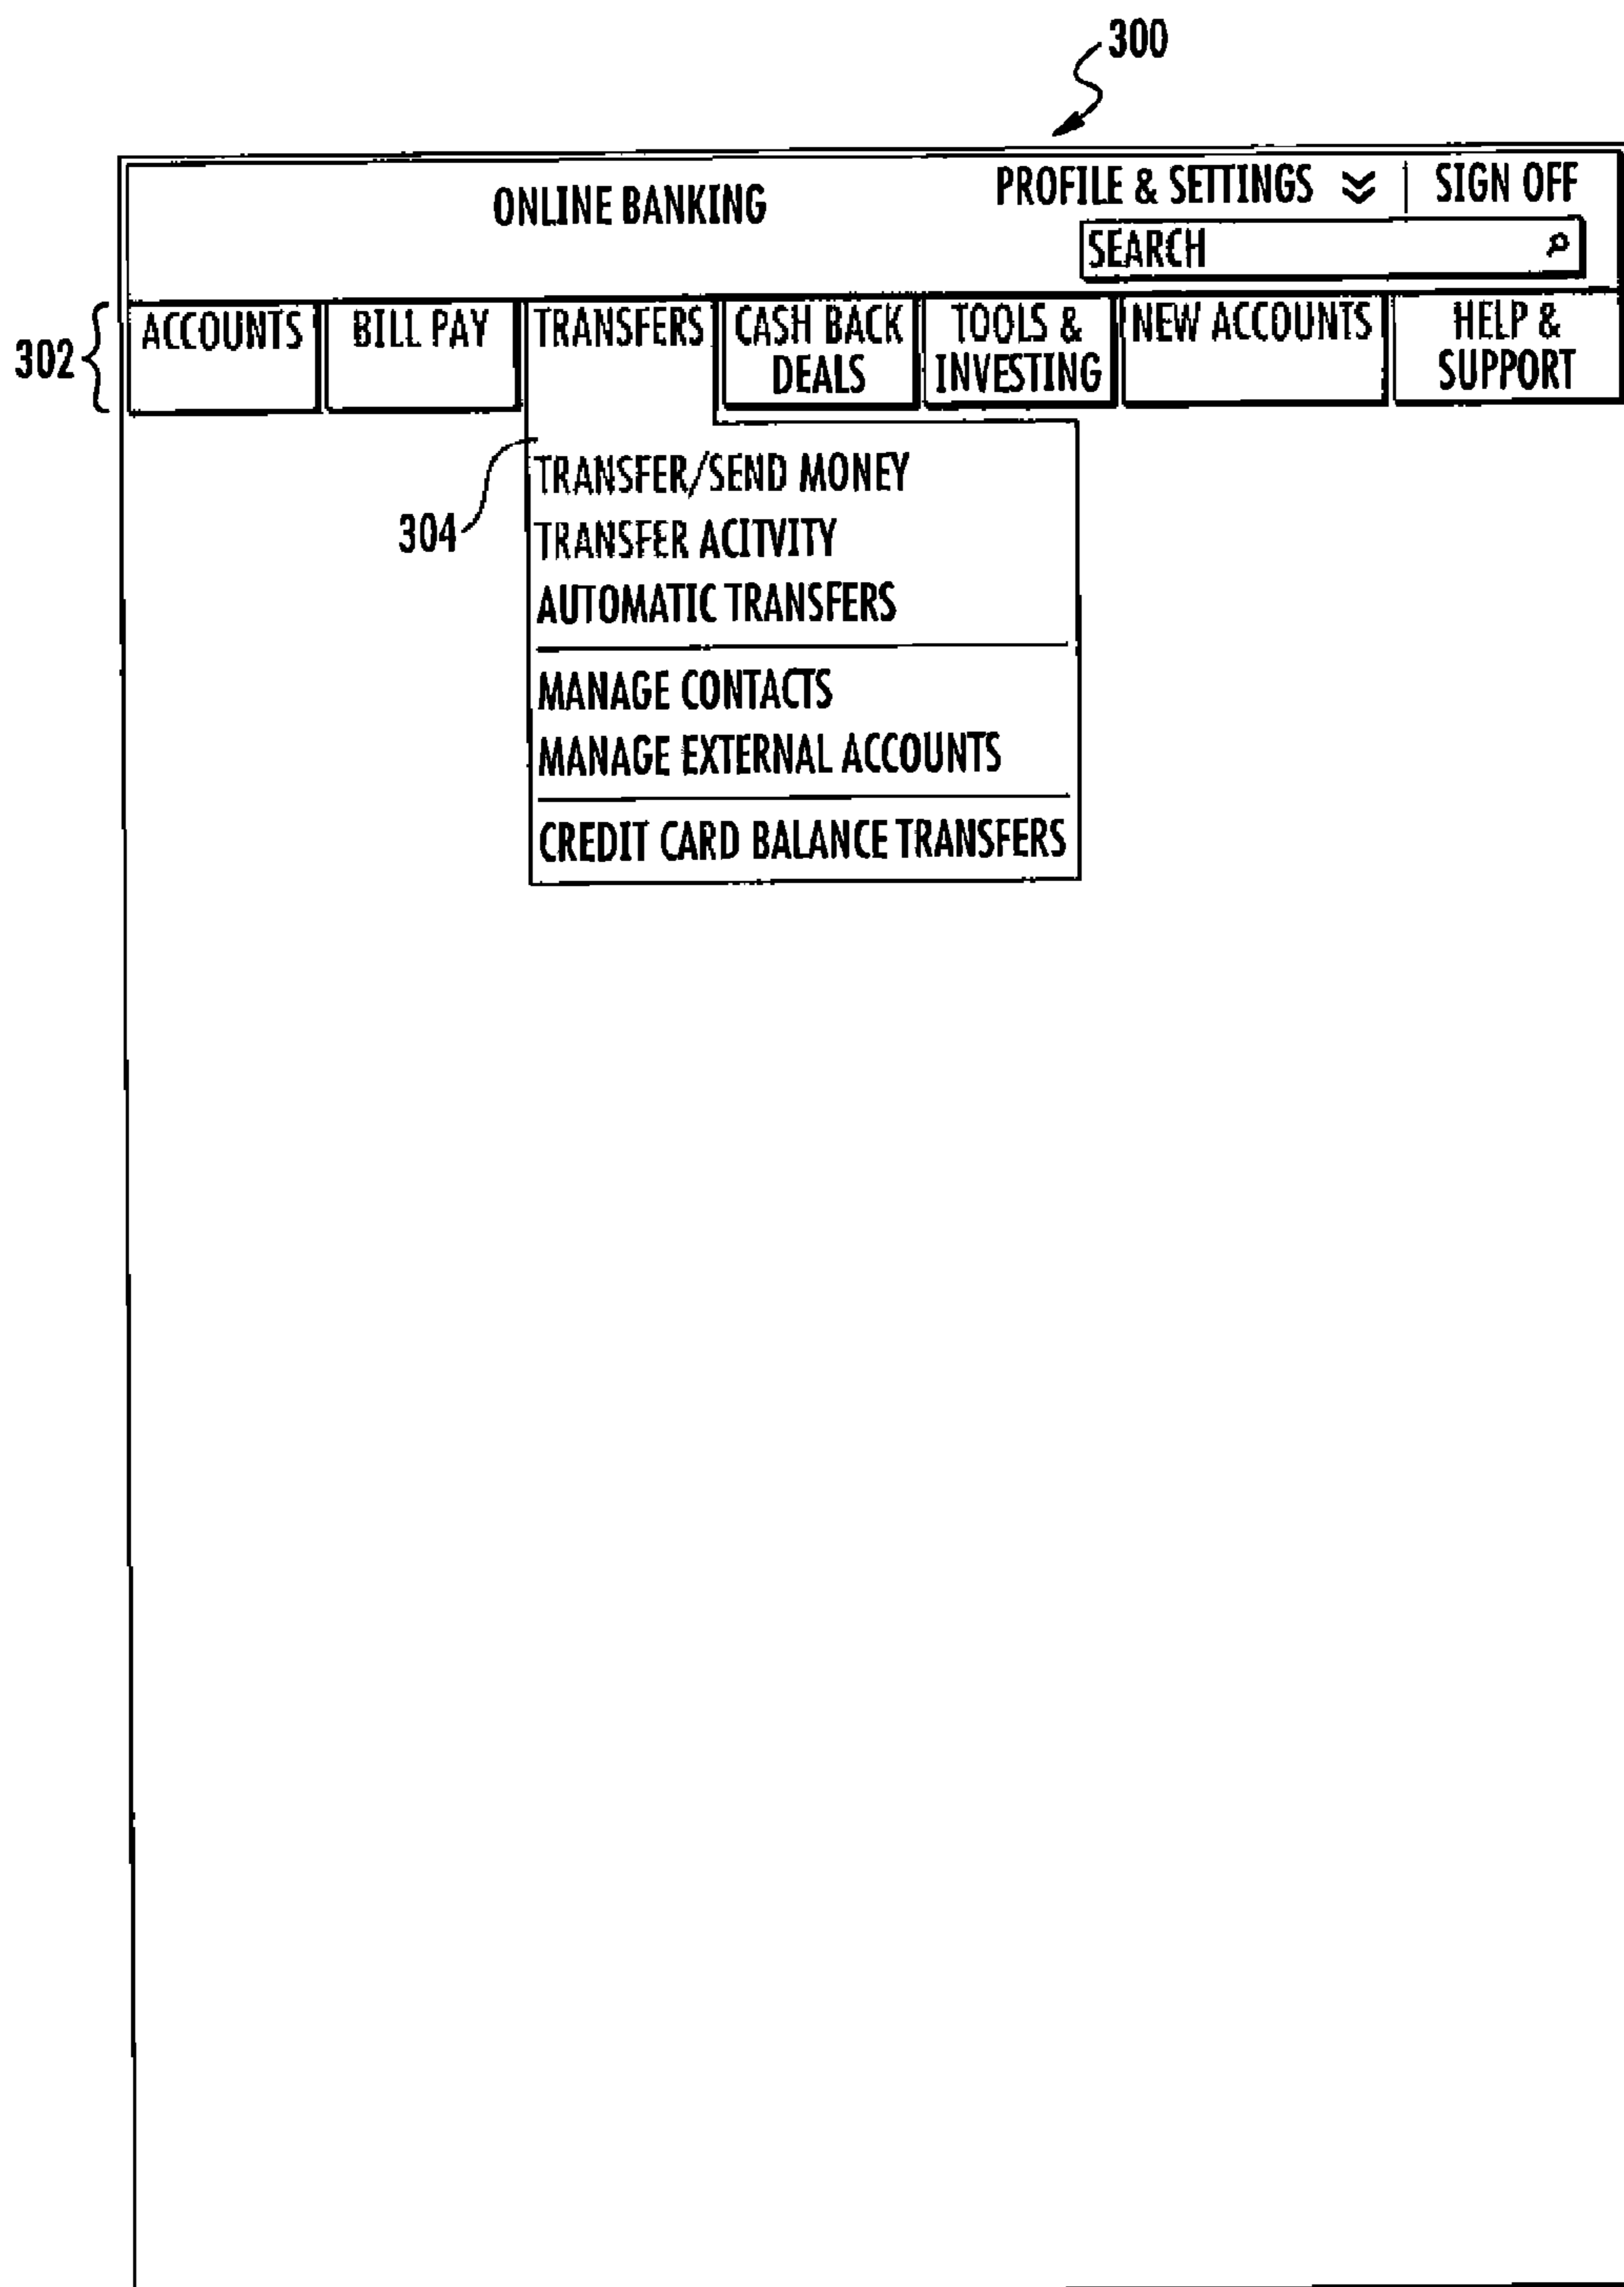 300
ONLINE BANKING
PROFILE & SETTINGS
SIGN OFF
SEARCH
302
ACCOUNTS
BILL PAY
TRANSFERS
CASH BACK
DEALS
TOOLS &
INVESTING
NEW ACCOUNTS
HELP &
SUPPORT
304
TRANSFER/SEND MONEY
TRANSFER ACITVITY
AUTOMATIC TRANSFERS
MANAGE CONTACTS
MANAGE EXTERNAL ACCOUNTS
CREDIT CARD BALANCE TRANSFERS